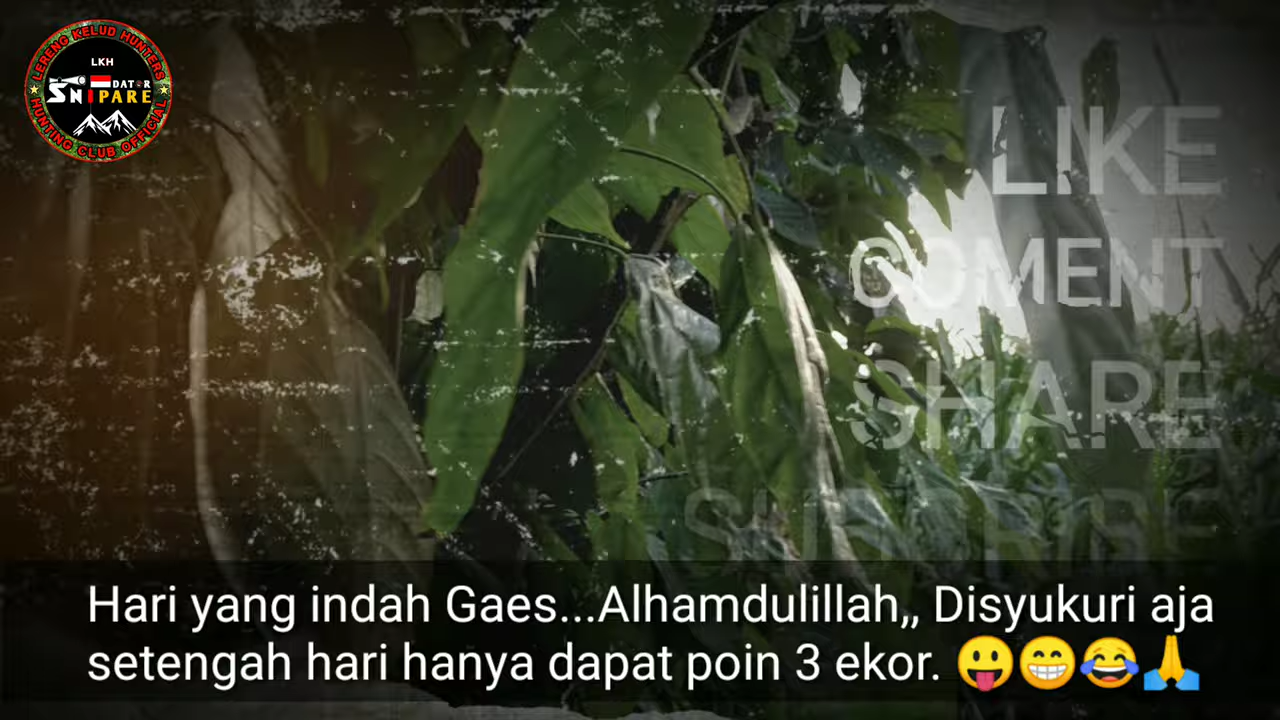 LERENG KELUD HUNTERS
LKH
DATOR
SNIPARE
HUNTING CLUB OFFICIAL
LIKE
COMENT
SHARE
SUBCRIBE
Hari yang indah Gaes...Alhamdulillah,, Disyukuri aja
setengah hari hanya dapat poin 3 ekor. 😛😁😂🙏